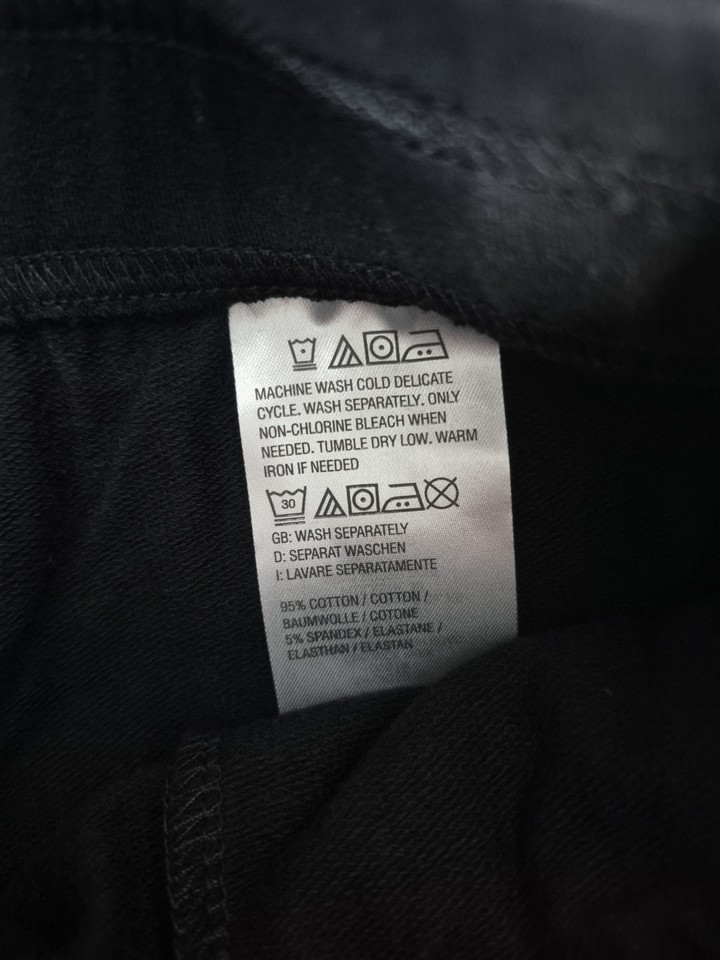 MACHINE WASH COLD DELICATE
CYCLE. WASH SEPARATELY. ONLY
NON-CHLORINE BLEACH WHEN
NEEDED. TUMBLE DRY LOW. WARM
IRON IF NEEDED
30
GB: WASH SEPARATELY
D: SEPARAT WASCHEN
I: LAVARE SEPARATAMENTE
95% COTTON / COTTON /
BAUMWOLLE / COTONE
5% SPANDEX / ELASTANE /
ELASTHAN / ELASTAN